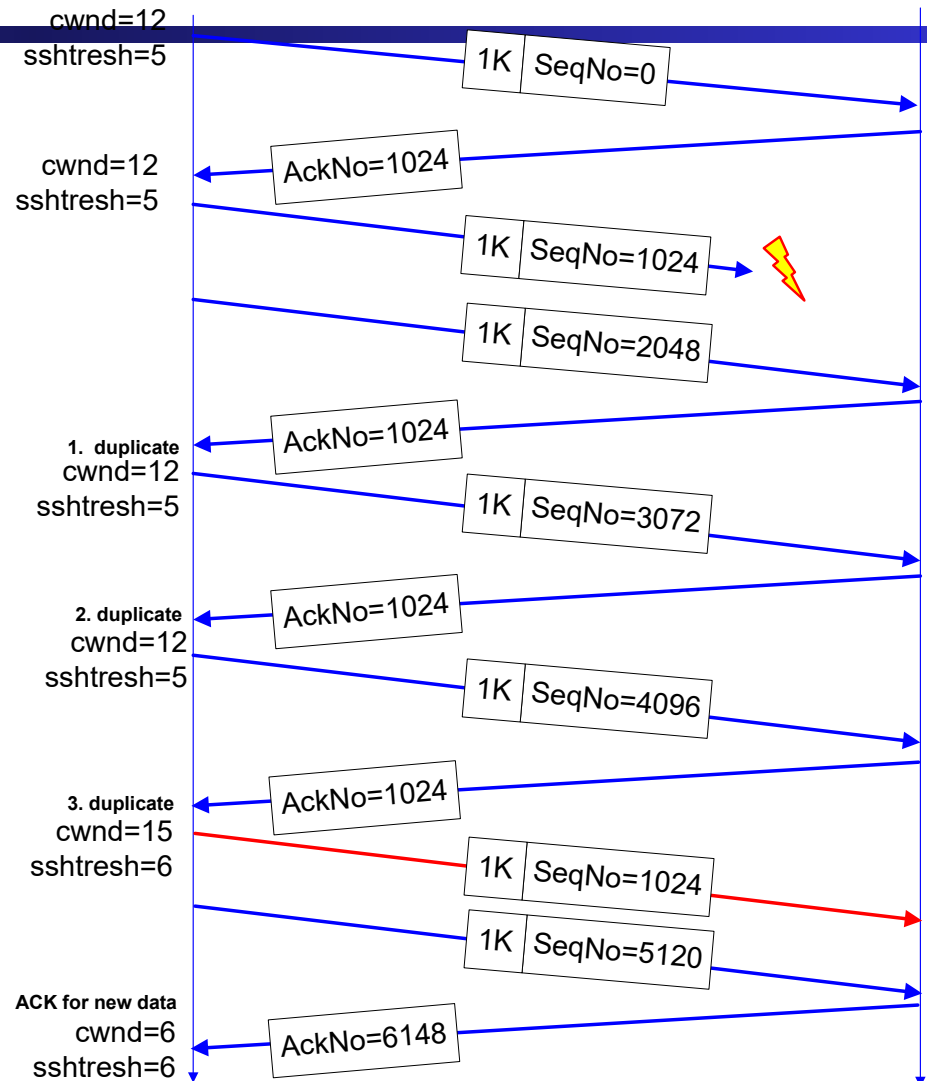 cwnd=12
sshtresh=5
1K SeqNo=0
AckNo=1024
cwnd=12
sshtresh=5
1K SeqNo=1024
1K SeqNo=2048
AckNo=1024
1. duplicate
cwnd=12
sshtresh=5
1K SeqNo=3072
AckNo=1024
2. duplicate
cwnd=12
sshtresh=5
1K SeqNo=4096
AckNo=1024
3. duplicate
cwnd=15
sshtresh=6
1K SeqNo=1024
1K SeqNo=5120
ACK for new data
cwnd=6
sshtresh=6
AckNo=6148